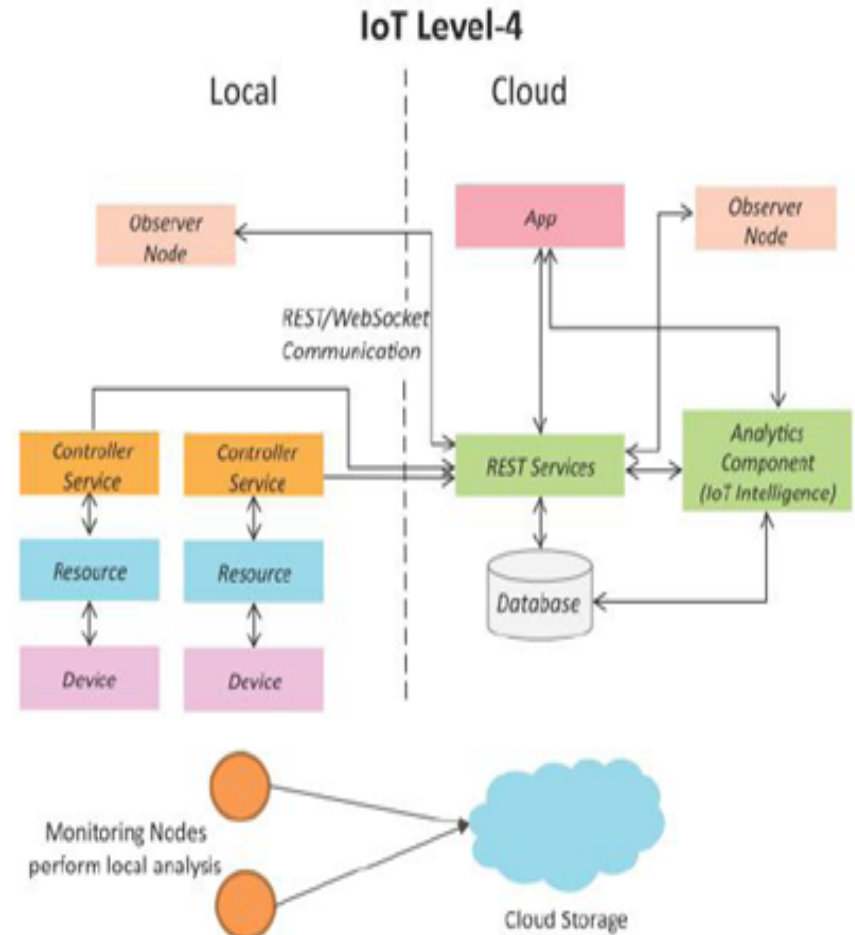 IoT Level-4
Local
Cloud
Observer
Node
App
Observer
Node
REST/WebSocket
Communication
Controller
Service
Controller
Service
REST Services
Analytics
Component
(IoT Intelligence)
Resource
Resource
Database
Device
Device
Monitoring Nodes
perform local analysis
Cloud Storage